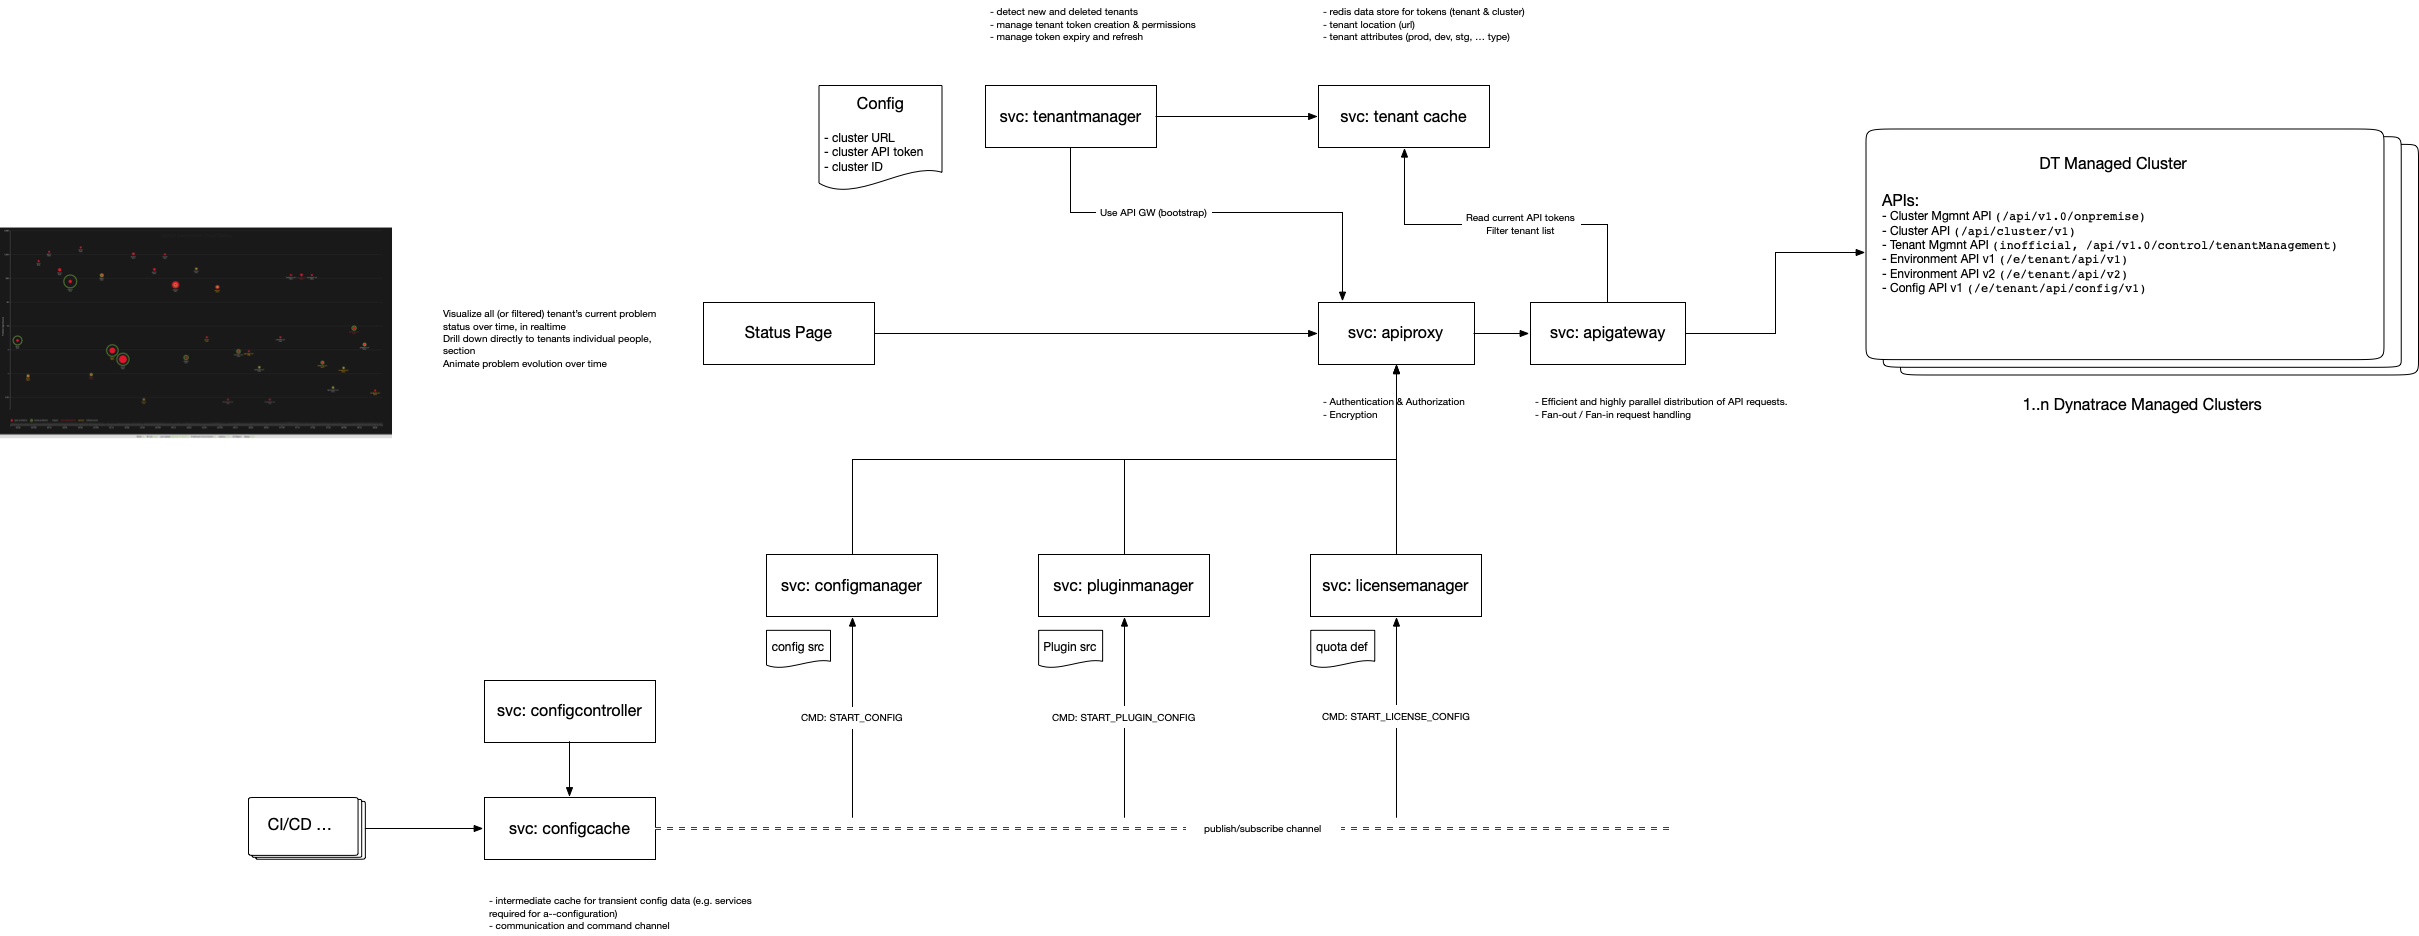 - detect new and deleted tenants
- manage tenant token creation & permissions
- manage token expiry and refresh
- redis data store for tokens (tenant & cluster)
- tenant location (url)
- tenant attributes (prod, dev, stg, ... type)
Config
- cluster URL
- cluster API token
- cluster ID
svc: tenantmanager
svc: tenant cache
DT Managed Cluster
APIs:
- Cluster Mgmnt API (/api/v1.0/onpremise)
- Cluster API (/api/cluster/v1)
- Tenant Mgmnt API (inofficial, /api/v1.0/control/tenantManagement)
- Environment API v1 (/e/tenant/api/v1)
- Environment API v2 (/e/tenant/api/v2)
- Config API v1 (/e/tenant/api/config/v1)
Use API GW (bootstrap)
Read current API tokens
Filter tenant list
Visualize all (or filtered) tenant's current problem
status over time, in realtime
Drill down directly to tenants individual people,
section
Animate problem evolution over time
Status Page
svc: apiproxy
svc: apigateway
- Authentication & Authorization
- Encryption
- Efficient and highly parallel distribution of API requests.
- Fan-out / Fan-in request handling
1..n Dynatrace Managed Clusters
svc: configmanager
svc: pluginmanager
svc: licensemanager
config src
Plugin src
quota def
svc: configcontroller
CMD: START_CONFIG
CMD: START_PLUGIN_CONFIG
CMD: START_LICENSE_CONFIG
CI/CD ...
svc: configcache
publish/subscribe channel
- intermediate cache for transient config data (e.g. services
required for a--configuration)
- communication and command channel